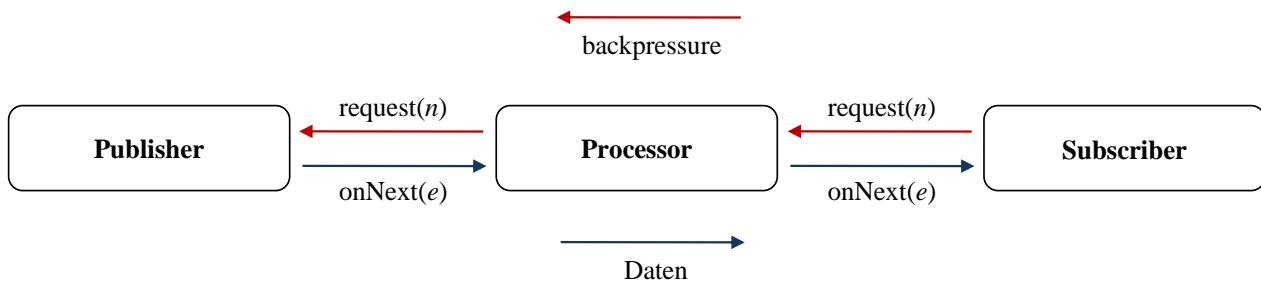 backpressure
request(n)
request(n)
Publisher
Processor
Subscriber
onNext(e)
onNext(e)
Daten